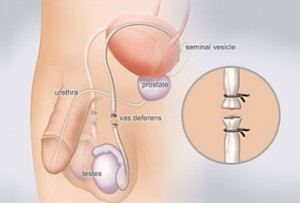 seminal vesicle
prostate
urethra
vas deferens
testes